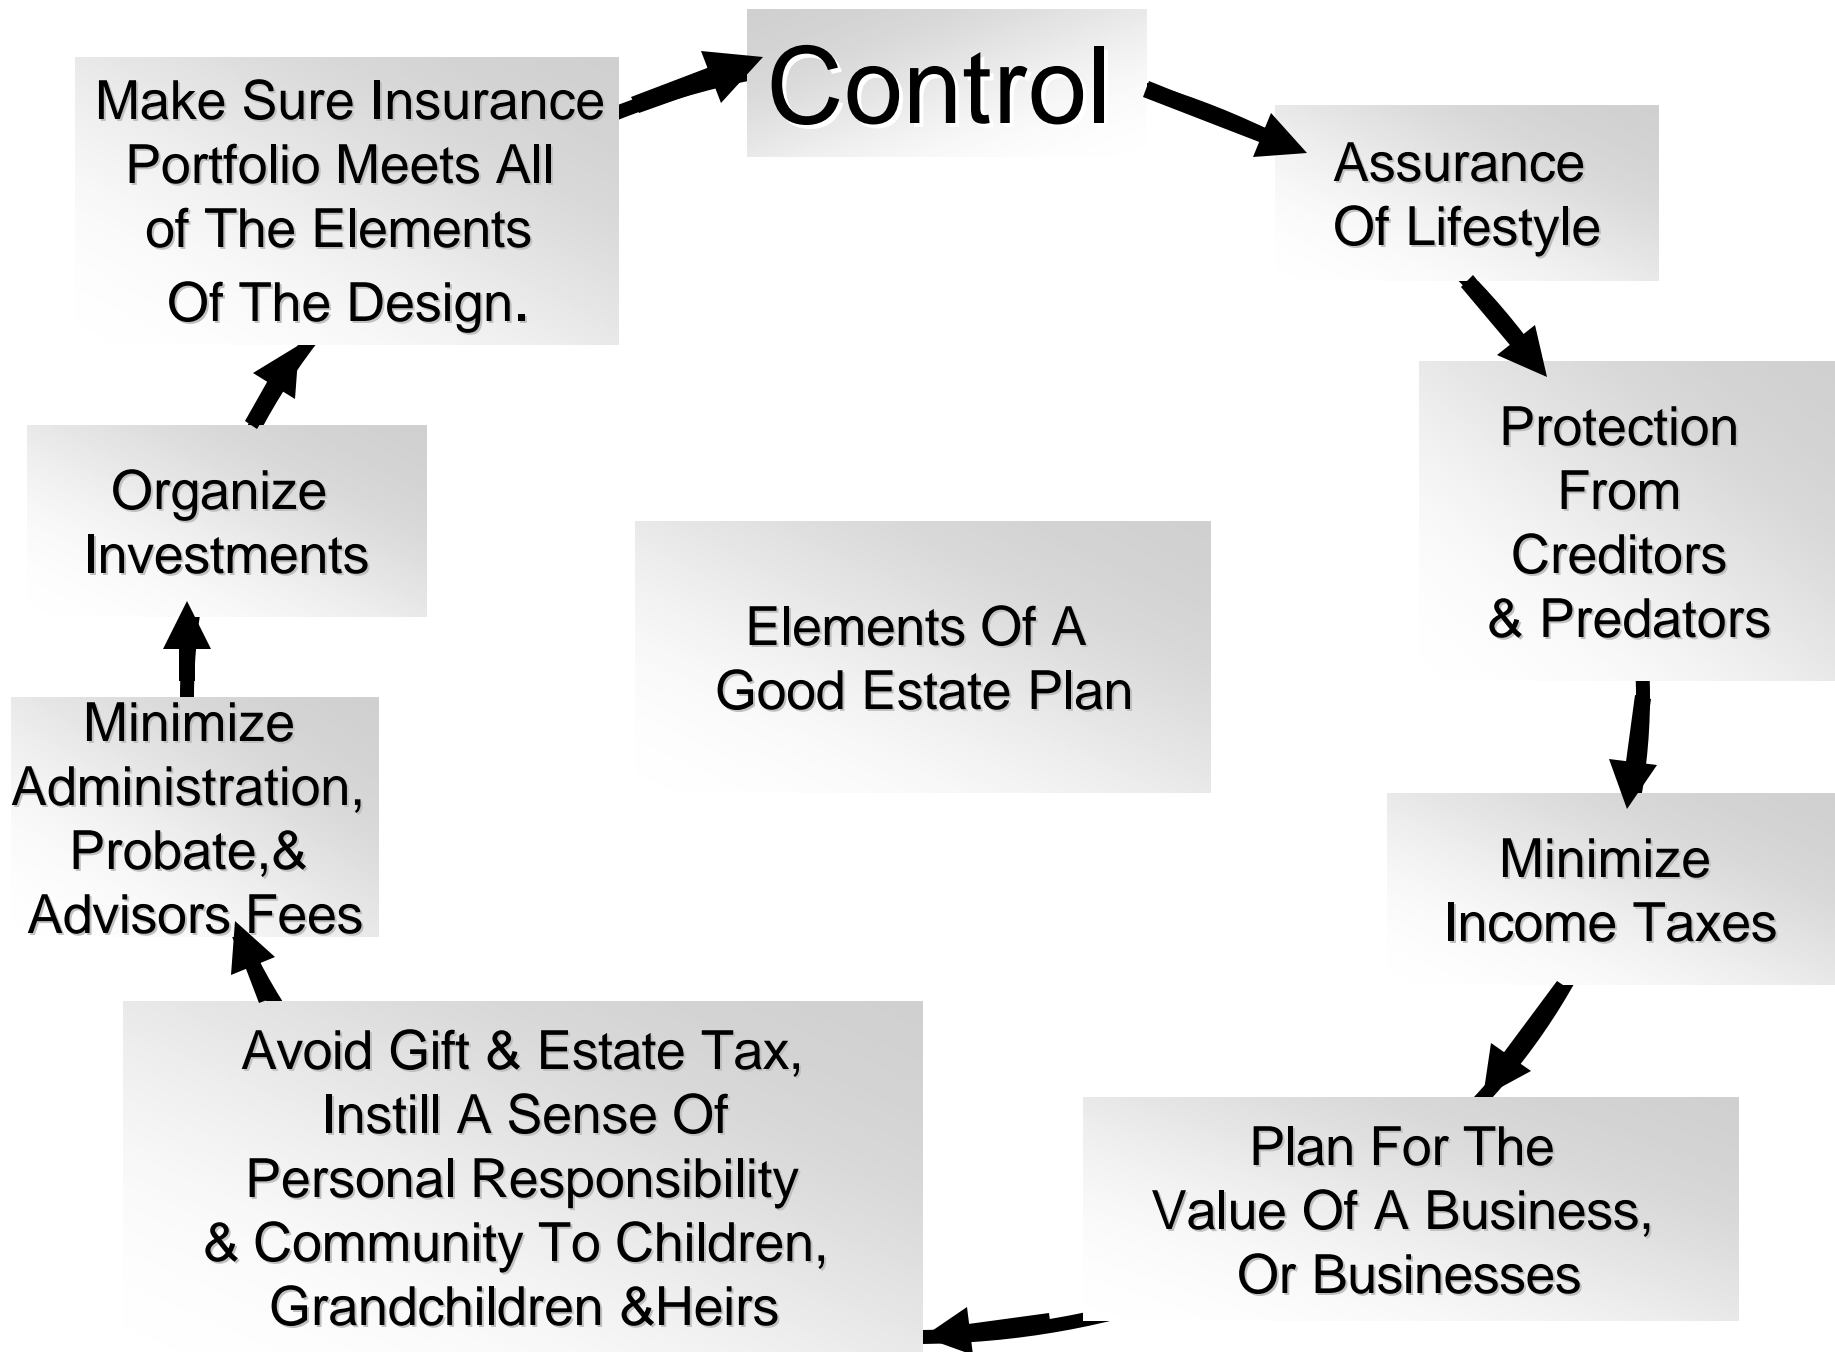 Control
Assurance
Of Lifestyle
Protection
From
Creditors
& Predators
Minimize
Income Taxes
Plan For The
Value Of A Business,
Or Businesses
Avoid Gift & Estate Tax,
Instill A Sense Of
Personal Responsibility
& Community To Children,
Grandchildren &Heirs
Minimize
Administration,
Probate,&
Advisors Fees
Organize
Investments
Make Sure Insurance
Portfolio Meets All
of The Elements
Of The Design.
Elements Of A
Good Estate Plan